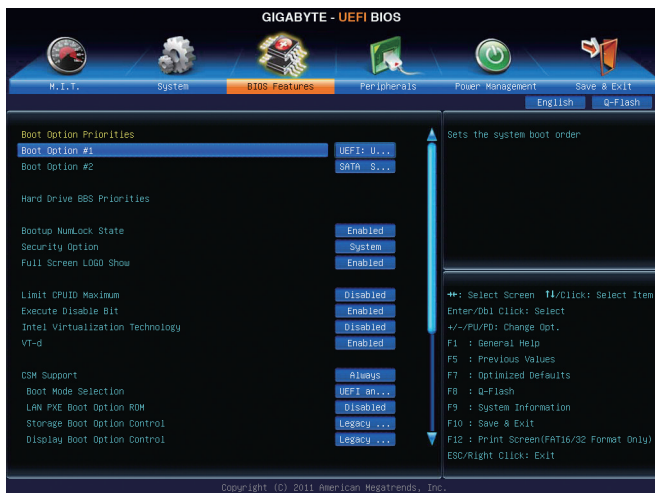 GIGABYTE - UEFI BIOS
M.I.T. System BIOS Features Peripherals Power Management Save & Exit
English Q-Flash
Boot Option Priorities
Boot Option #1 UEFI: U...
Boot Option #2 SATA S...
Hard Drive BBS Priorities
Bootup NumLock State Enabled
Security Option System
Full Screen LOGO Show Enabled
Limit CPUID Maximum Disabled
Execute Disable Bit Enabled
Intel Virtualization Technology Disabled
VT-d Enabled
CSM Support Always
Boot Mode Selection UEFI an...
LAN PXE Boot Option ROM Disabled
Storage Boot Option Control Legacy ...
Display Boot Option Control Legacy ...
Sets the system boot order
→←: Select Screen ↑↓/Click: Select Item
Enter/Dbl Click: Select
+/-/PU/PD: Change Opt.
F1 : General Help
F5 : Previous Values
F7 : Optimized Defaults
F8 : Q-Flash
F9 : System Information
F10 : Save & Exit
F12 : Print Screen(FAT16/32 Format Only)
ESC/Right Click: Exit
Copyright (C) 2011 American Megatrends, Inc.